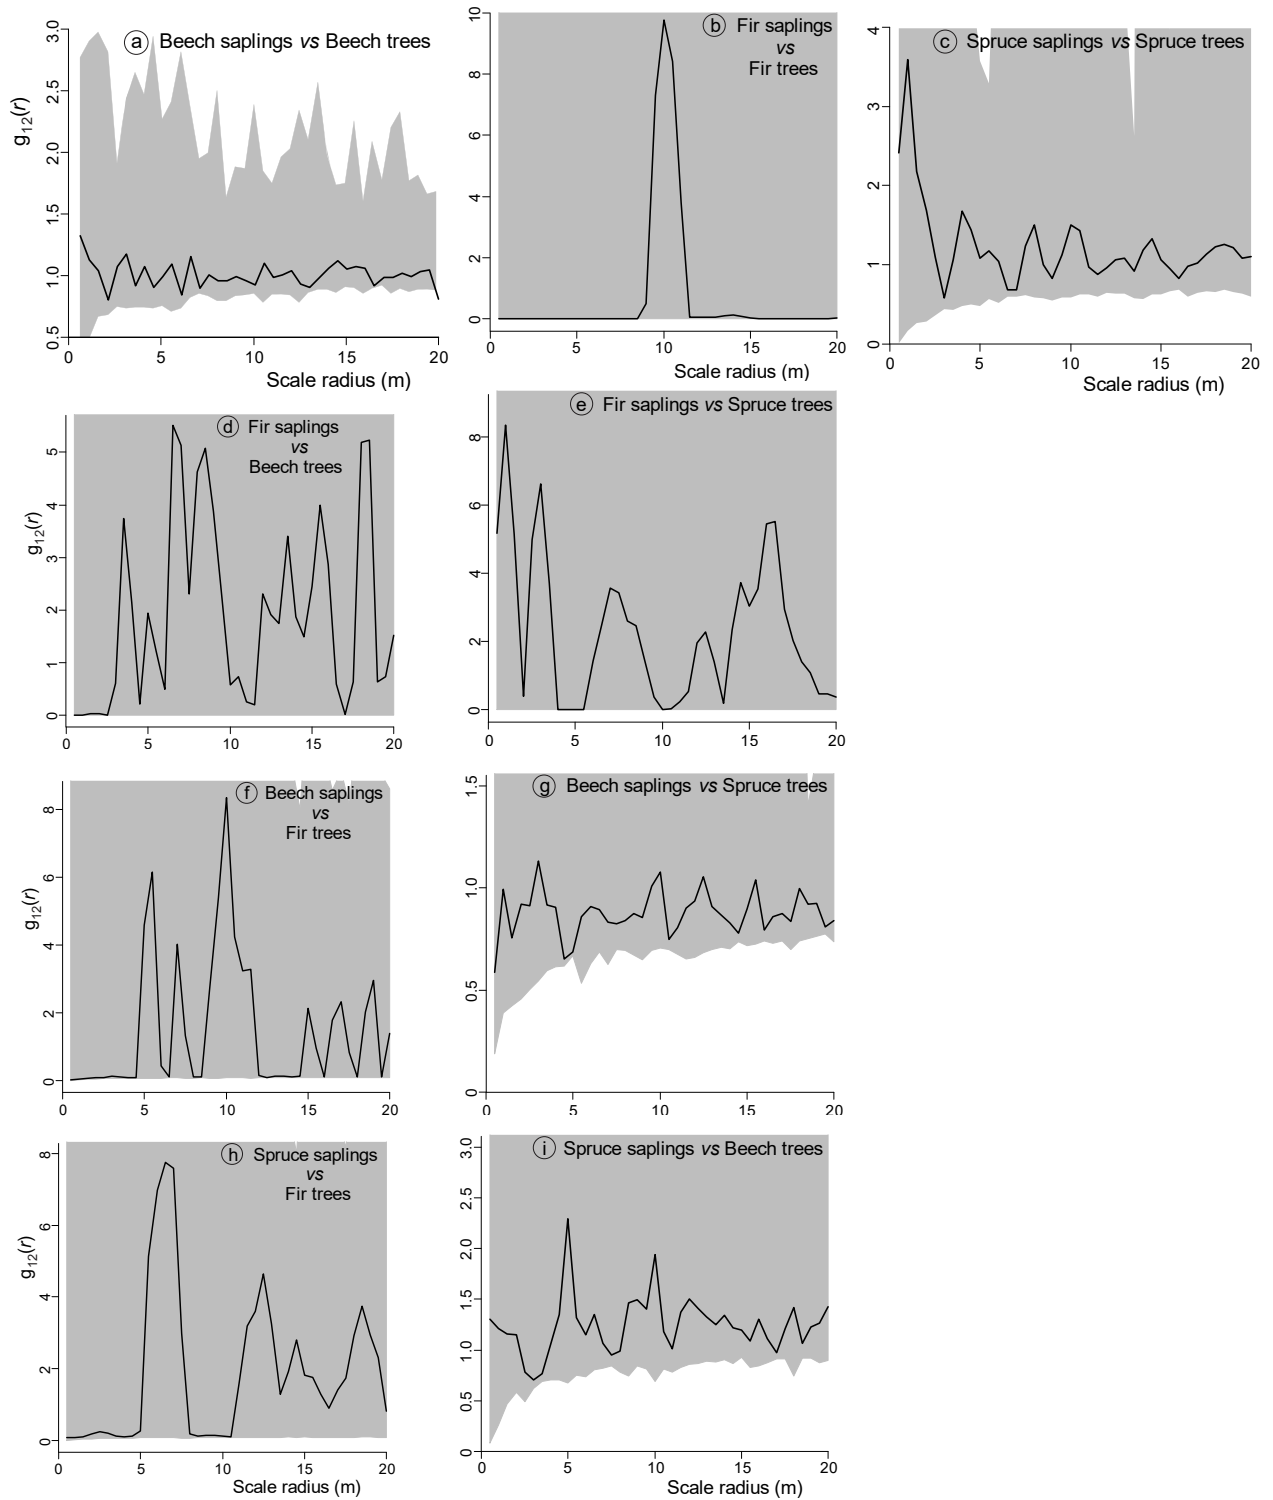 ⓐ Beech saplings vs Beech trees
g12(r)
3.0
2.5
2.0
1.5
1.0
0.5
0 5 10 15 20
Scale radius (m)
ⓑ Fir saplings
vs
Fir trees
10
8
6
4
2
0
0 5 10 15 20
Scale radius (m)
ⓒ Spruce saplings vs Spruce trees
4
3
2
1
0
0 5 10 15 20
Scale radius (m)
ⓓ Fir saplings
vs
Beech trees
g12(r)
5
4
3
2
1
0
0 5 10 15 20
ⓔ Fir saplings vs Spruce trees
8
6
4
2
0
0 5 10 15 20
ⓕ Beech saplings
vs
Fir trees
g12(r)
8
6
4
2
0
0 5 10 15 20
ⓖ Beech saplings vs Spruce trees
1.5
1.0
0.5
0
0 5 10 15 20
ⓗ Spruce saplings
vs
Fir trees
g12(r)
8
6
4
2
0
0 5 10 15 20
Scale radius (m)
ⓘ Spruce saplings vs Beech trees
3.0
2.5
2.0
1.5
1.0
0.5
0
0 5 10 15 20
Scale radius (m)